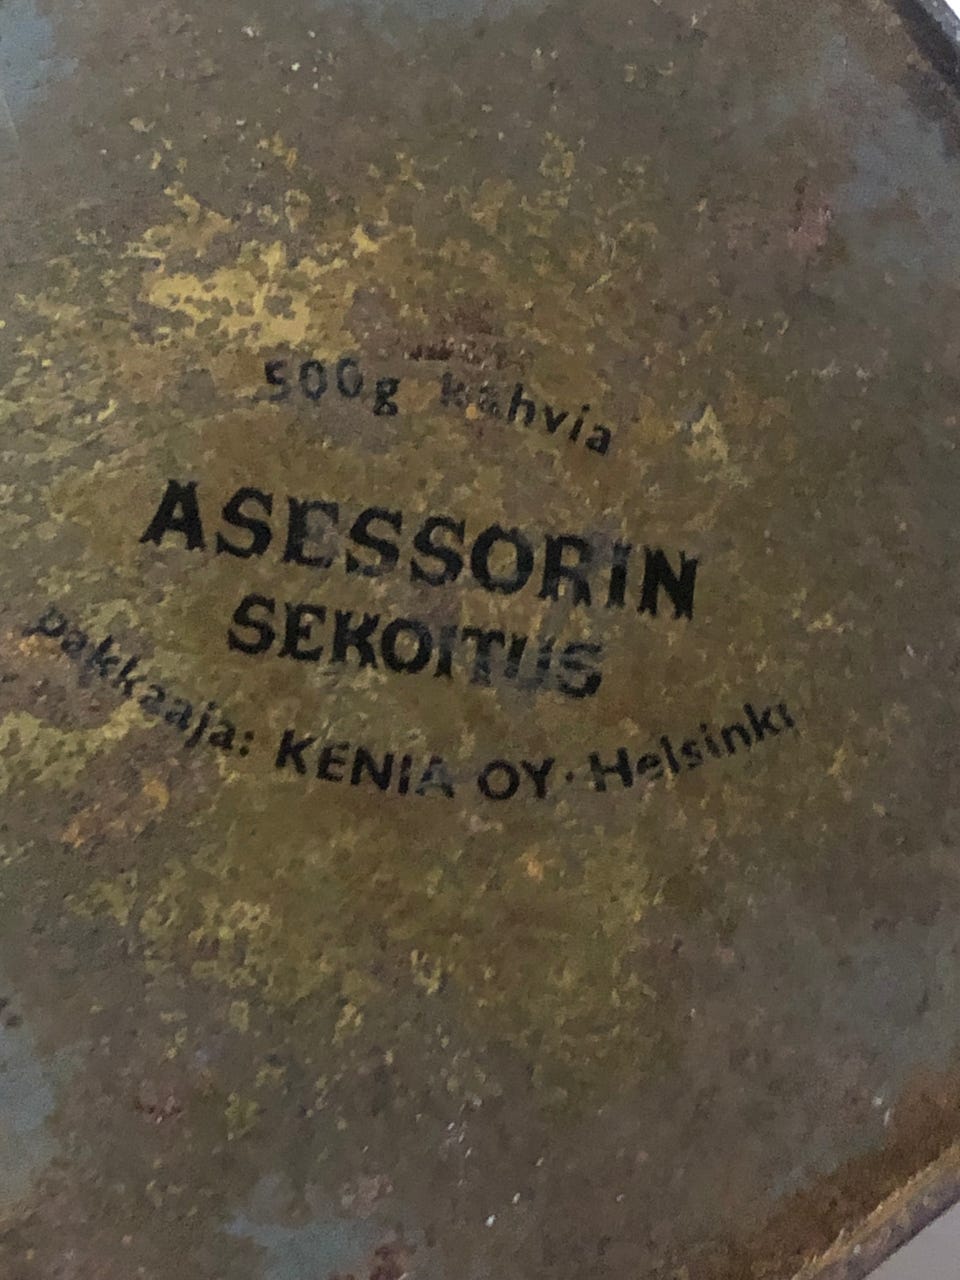 500g kahvia
ASESSORIN
SEKOITUS
pakkaaja: KENIA OY · Helsinki